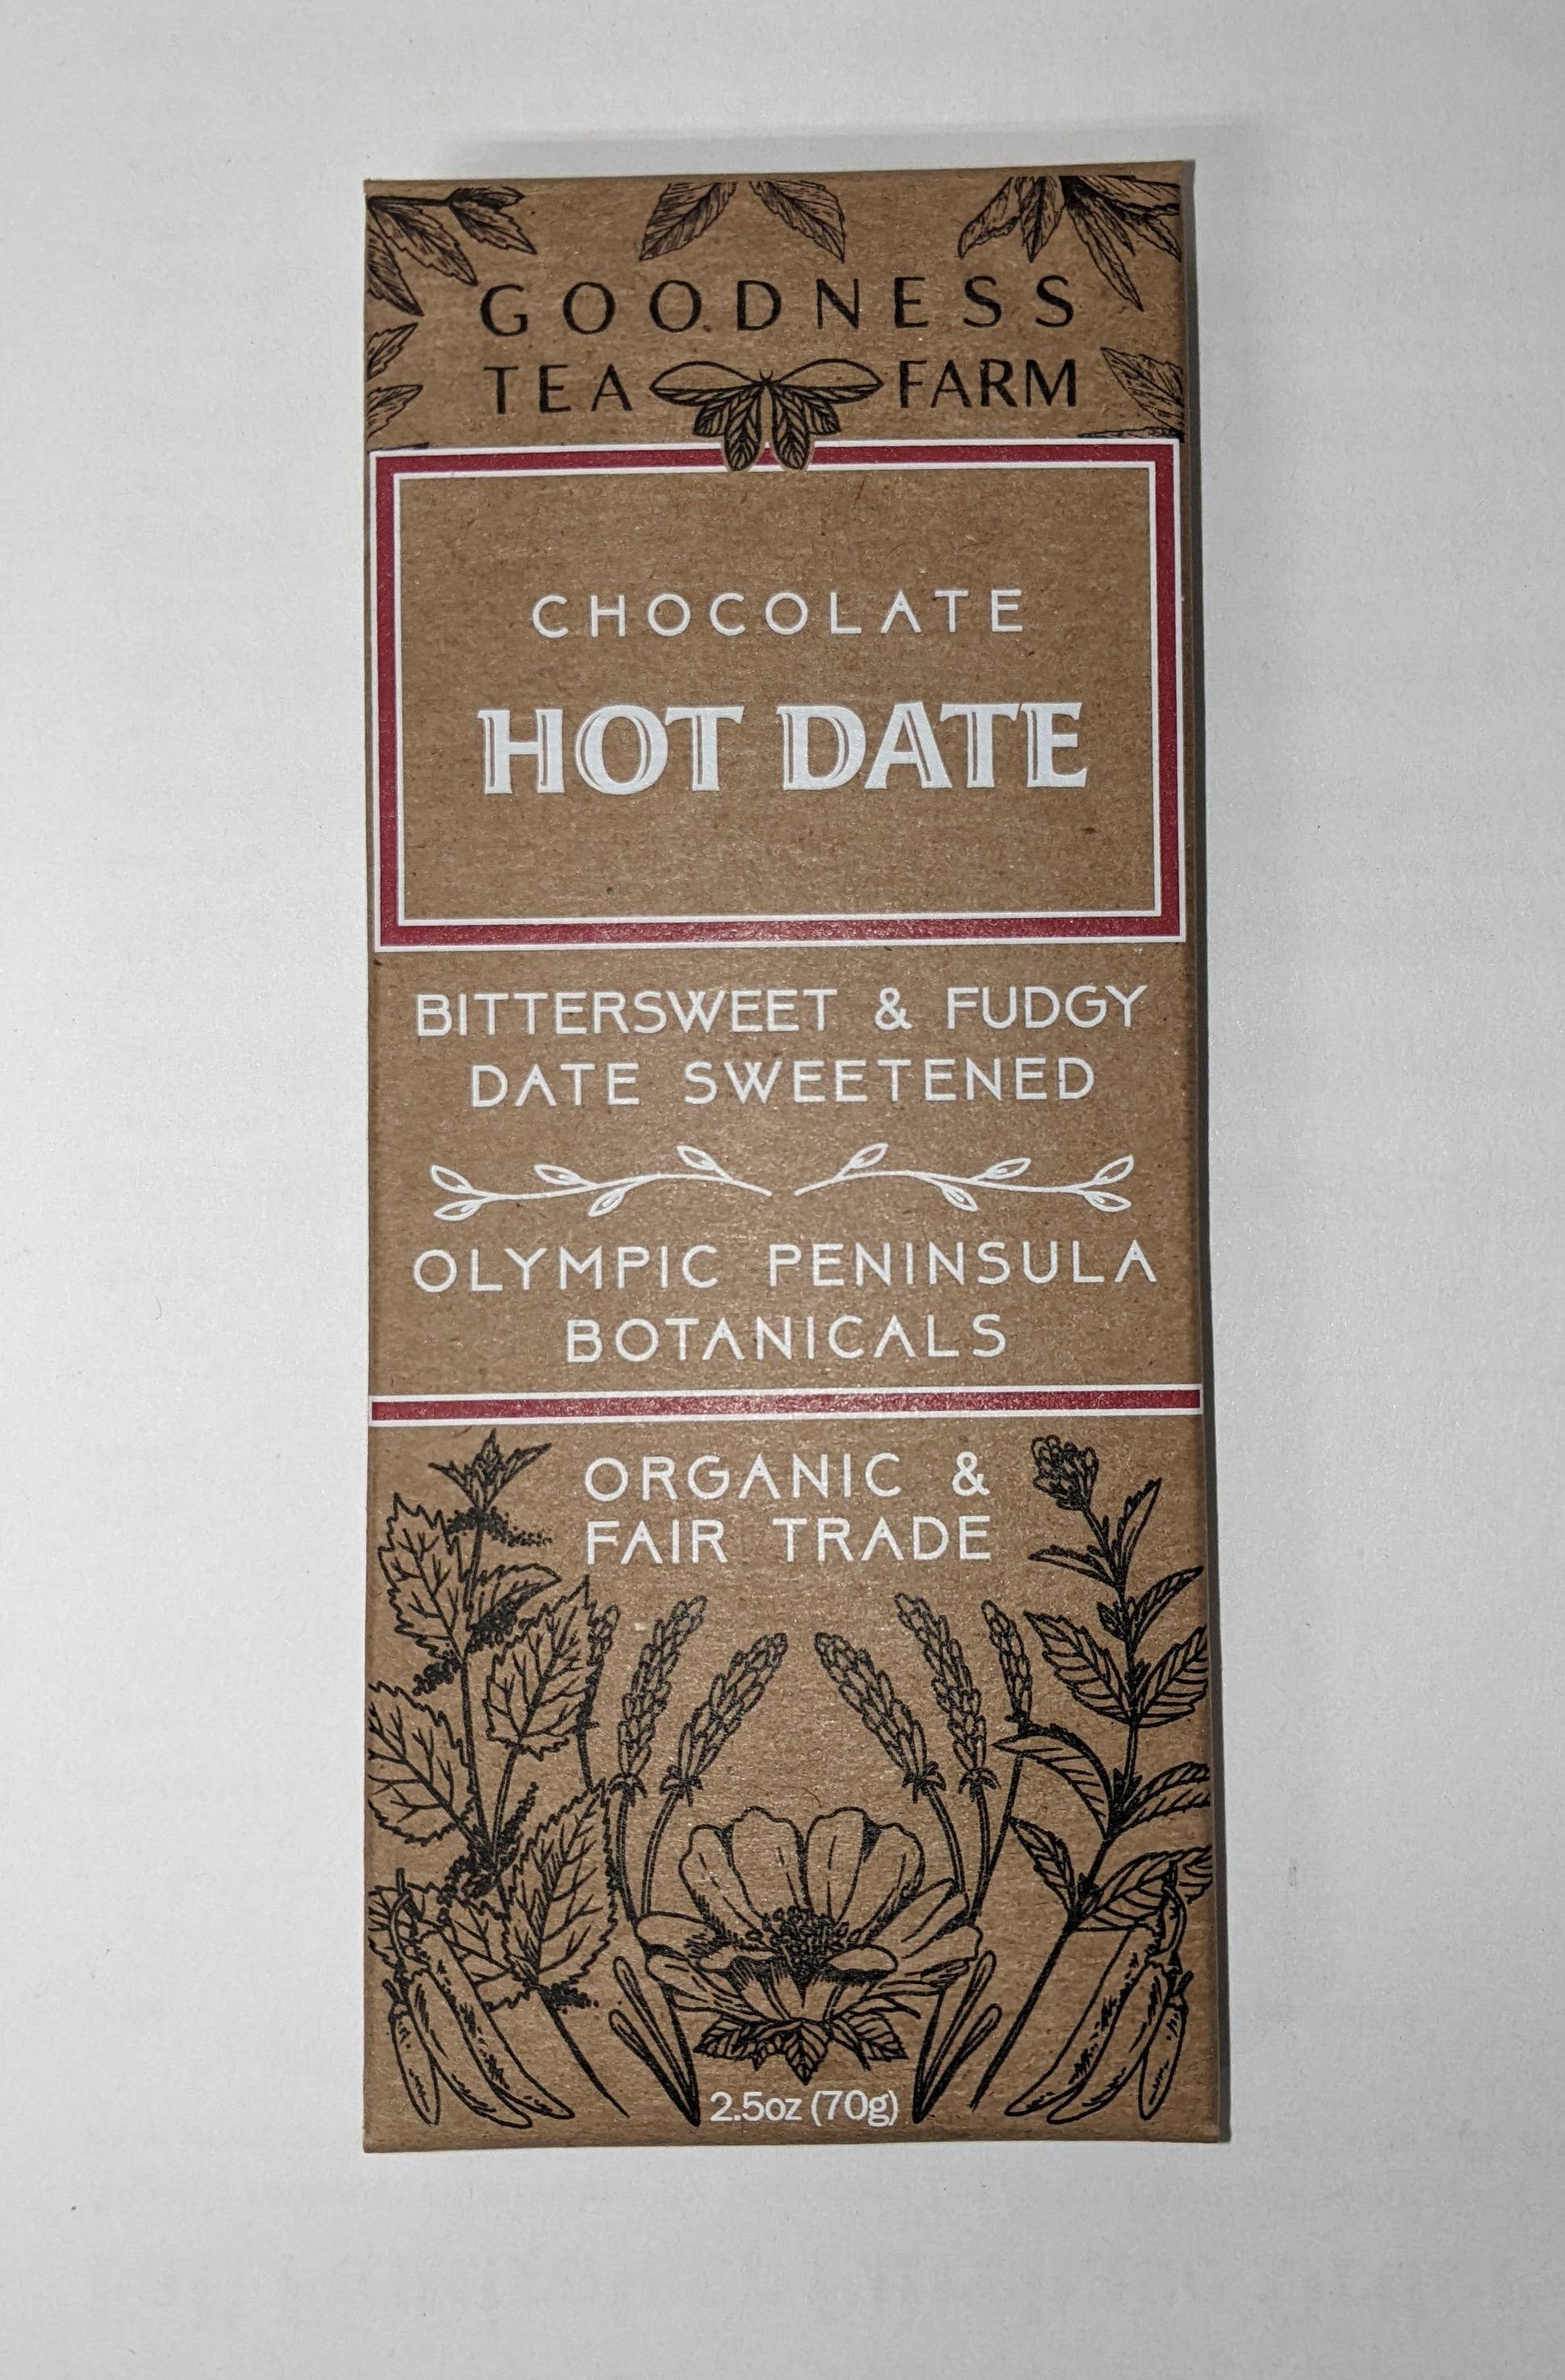 GOODNESS
TEA FARM
CHOCOLATE
HOT DATE
BITTERSWEET & FUDGY
DATE SWEETENED
OLYMPIC PENINSULA
BOTANICALS
ORGANIC &
FAIR TRADE
2.5oz (70g)